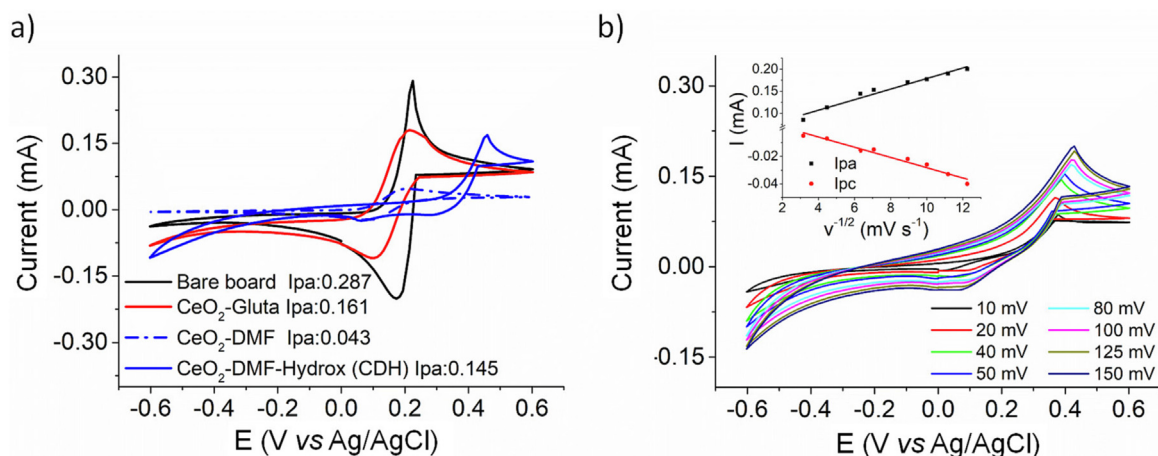 a)
0.30
0.15
0.00
-0.15
-0.30
Current (mA)
Bare board Ipa:0.287
CeO2-Gluta Ipa:0.161
CeO2-DMF Ipa:0.043
CeO2-DMF-Hydrox (CDH) Ipa:0.145
-0.6 -0.4 -0.2 0.0 0.2 0.4 0.6
E (V vs Ag/AgCl)
b)
0.30
0.15
0.00
-0.15
Current (mA)
0.20
0.10
-0.02
-0.04
I (mA)
Ipa
Ipc
2 4 6 8 10 12
v-1/2 (mV s-1)
10 mV
20 mV
40 mV
50 mV
80 mV
100 mV
125 mV
150 mV
-0.6 -0.4 -0.2 0.0 0.2 0.4 0.6
E (V vs Ag/AgCl)